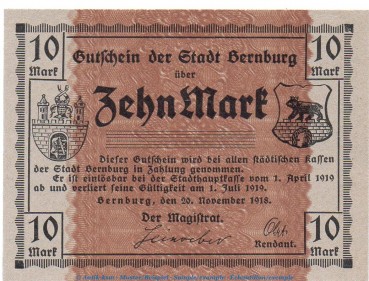 10 Mark
10 Mark
Gutschein der Stadt Bernburg
über
Zehn Mark
Dieser Gutschein wird bei allen städtischen Kassen
der Stadt Bernburg in Zahlung genommen.
Er ist einlösbar bei der Stadthauptkasse vom 1. April 1919
ab und verliert seine Gültigkeit am 1. Juli 1919.
Bernburg, den 20. November 1918.
Der Magistrat.
Rendant.
10 Mark
10 Mark